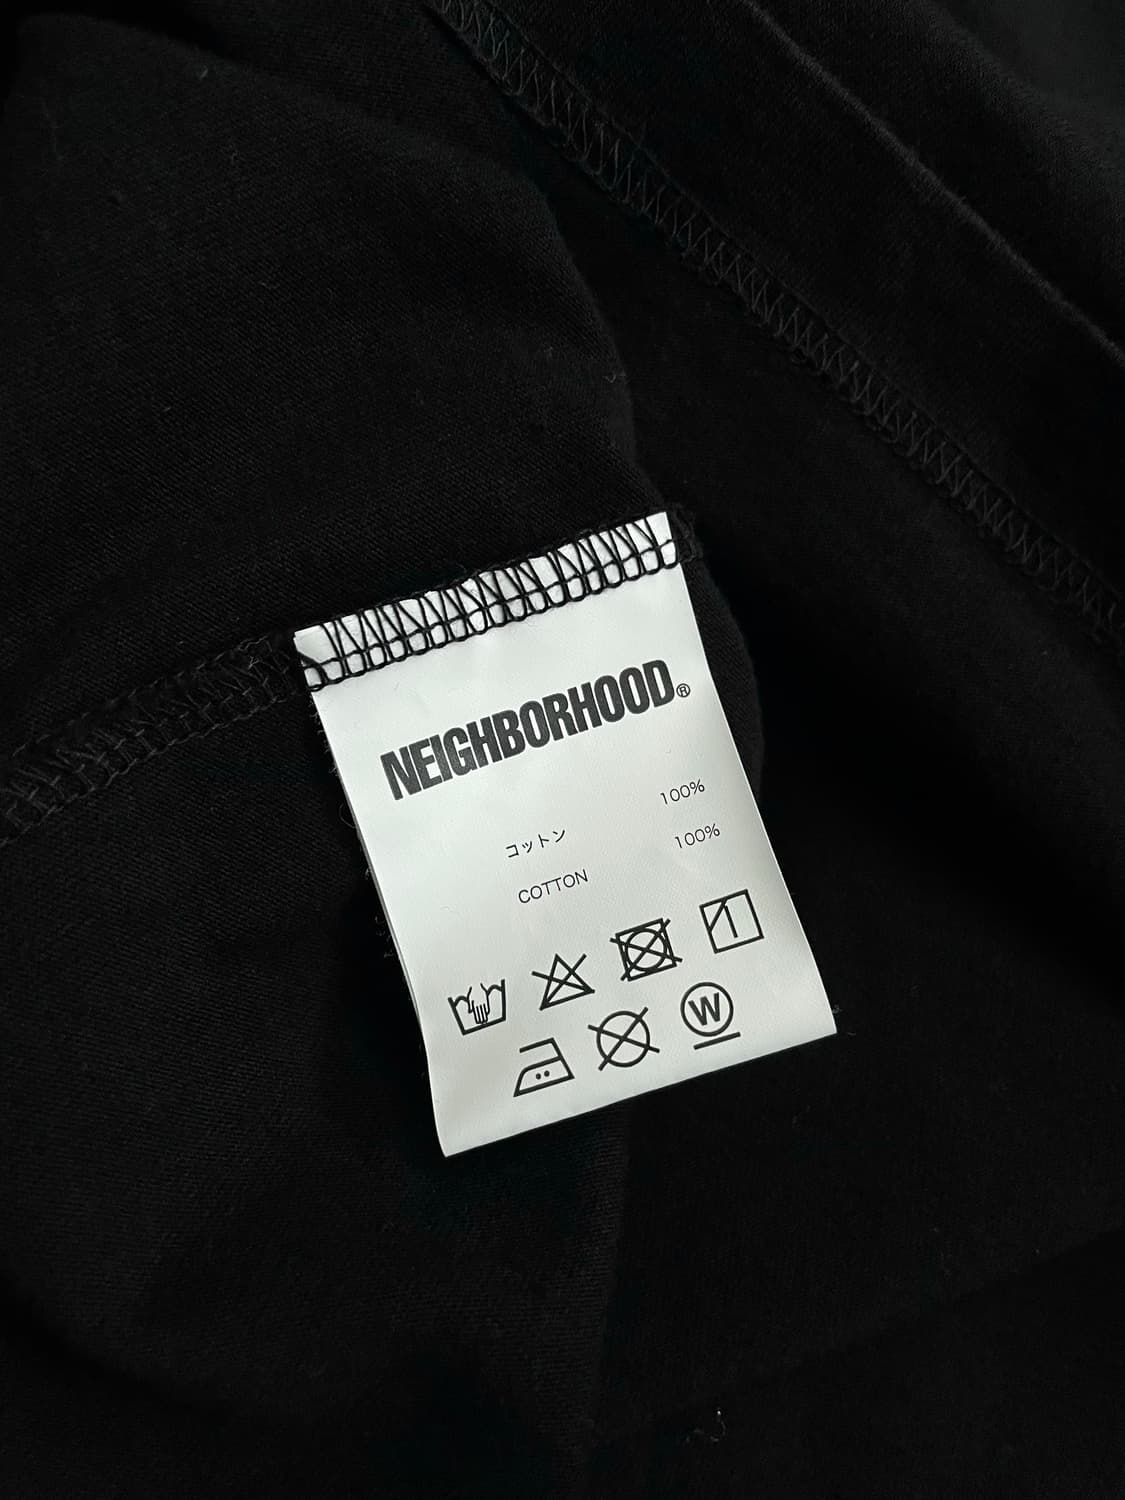 NEIGHBORHOOD®
コットン 100%
COTTON 100%
W